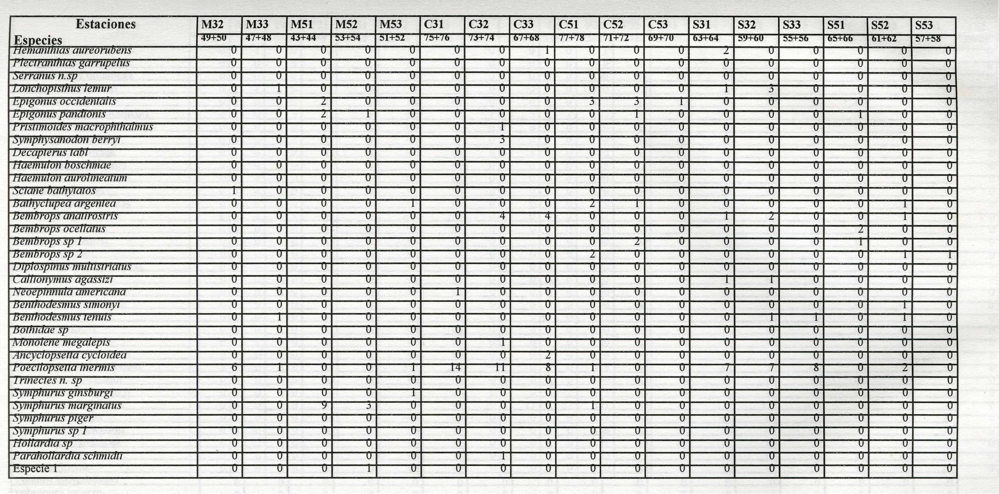 Estaciones M32 M33 M51 M52 M53 C31 C32 C33 C51 C52 C53 S31 S32 S33 S51 S52 S53
Especies 49+50 47+48 43+44 53+54 51+52 75+76 73+74 67+68 77+78 71+72 69+70 63+64 59+60 55+56 65+66 61+62 57+58
Hemanthias aureorubens 0 0 0 0 0 0 0 1 0 0 0 2 0 0 0 0 0
Plectranthias garrupelus 0 0 0 0 0 0 0 0 0 0 0 0 0 0 0 0 0
Serranus n.sp 0 0 0 0 0 0 0 0 0 0 0 0 0 0 0 0 0
Lonchopisthus lemur 0 1 0 0 0 0 0 0 0 0 0 1 3 0 0 0 0
Epigonus occidentalis 0 0 2 0 0 0 0 0 3 3 1 0 0 0 0 0 0
Epigonus pandionis 0 0 2 1 0 0 0 0 0 1 0 0 0 0 1 0 0
Pristimoides macrophthalmus 0 0 0 0 0 0 1 0 0 0 0 0 0 0 0 0 0
Symphysanodon berryi 0 0 0 0 0 0 3 0 0 0 0 0 0 0 0 0 0
Decapterus tabl 0 0 0 0 0 0 0 0 0 0 0 0 0 0 0 0 0
Haemulon boschmae 0 0 0 0 0 0 0 0 0 0 0 0 0 0 0 0 0
Haemulon aurolineatum 0 0 0 0 0 0 0 0 0 0 0 0 0 0 0 0 0
Sciane bathytatos 1 0 0 0 0 0 0 0 0 0 0 0 0 0 0 0 0
Bathyclupea argentea 0 0 0 0 1 0 0 0 2 1 0 0 0 0 0 1 0
Bembrops anatirostris 0 0 0 0 0 0 4 4 0 0 0 1 2 0 0 1 0
Bembrops ocellatus 0 0 0 0 0 0 0 0 0 0 0 0 0 0 2 0 0
Bembrops sp 1 0 0 0 0 0 0 0 0 0 2 0 0 0 0 1 0 0
Bembrops sp 2 0 0 0 0 0 0 0 0 2 0 0 0 0 0 0 1 1
Diplospinus multistriatus 0 0 0 0 0 0 0 0 0 0 0 0 0 0 0 0 0
Callionymus agassizi 0 0 0 0 0 0 0 0 0 0 0 1 1 0 0 0 0
Neoepinnula americana 0 0 0 0 0 1 0 0 0 0 0 0 0 0 0 0 0
Benthodesmus simonyi 0 0 0 0 0 0 0 0 0 0 0 0 0 0 0 1 0
Benthodesmus tenuis 0 1 0 0 0 0 0 0 0 0 0 0 1 1 0 1 0
Bothidae sp 0 0 0 0 0 0 0 0 0 0 0 0 0 0 0 0 0
Monolene megalepis 0 0 0 0 0 0 1 0 0 0 0 0 0 0 0 0 0
Ancyclopsetta cycloidea 0 0 0 0 0 0 0 2 0 0 0 0 0 0 0 0 0
Poecilopsetta inermis 6 1 0 0 1 14 11 8 1 0 0 7 7 8 0 2 0
Trinectes n. sp 0 0 0 0 0 0 0 0 0 0 0 0 0 0 0 0 0
Symphurus ginsburgi 0 0 0 0 1 0 0 0 0 0 0 0 0 0 0 0 0
Symphurus marginatus 0 0 9 3 0 0 0 0 1 0 0 0 0 0 0 0 0
Symphurus piger 0 0 0 0 0 0 0 0 0 0 0 0 0 0 0 0 0
Symphurus sp 1 0 0 0 0 0 0 0 0 0 0 0 0 0 0 0 0 0
Hollardia sp 0 0 0 0 0 0 0 0 0 0 0 0 0 0 0 0 0
Parahollardia schmidti 0 0 0 0 0 0 1 0 0 0 0 0 0 0 0 0 0
Especie 1 0 0 0 1 0 0 0 0 0 0 0 0 0 0 0 0 0